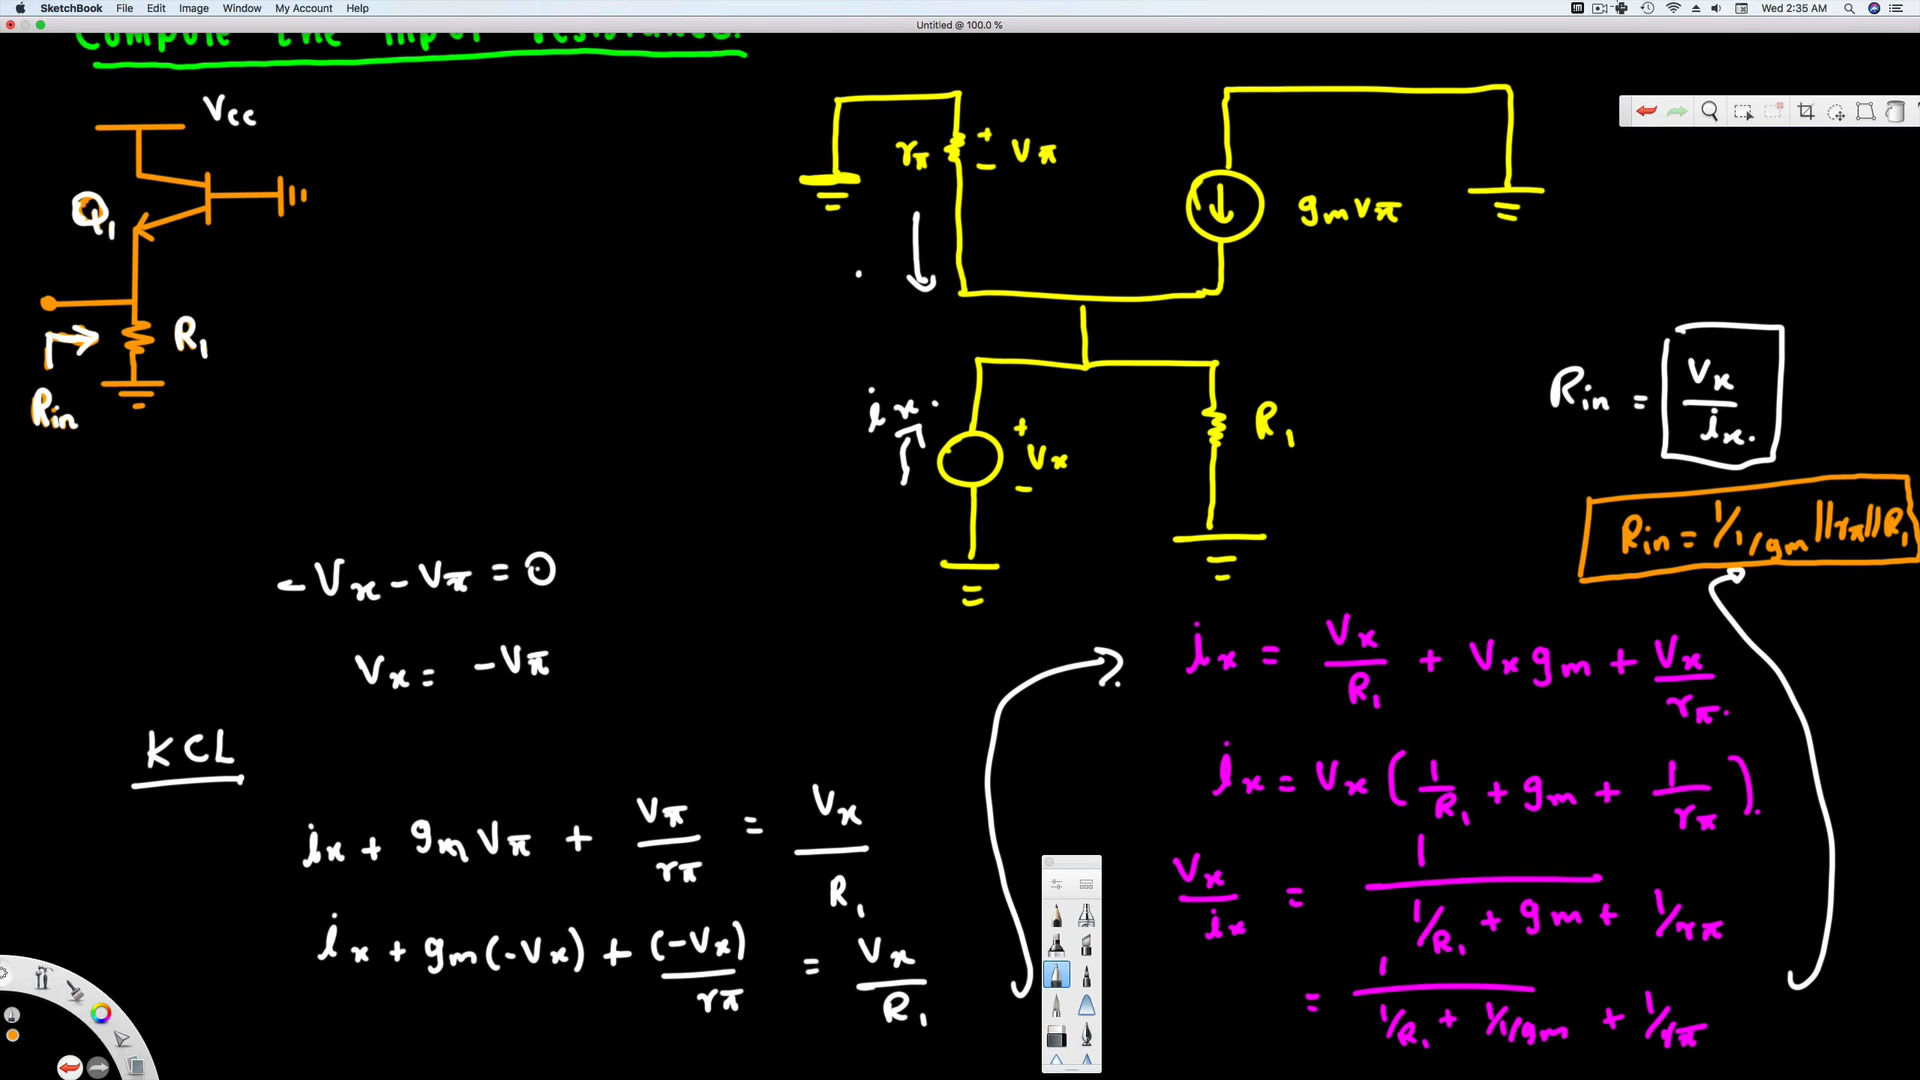 SketchBook File Edit Image Window My Account Help Wed 2:35 AM
Untitled @ 100.0 %
Compute the input resistance.
Vcc
Q1
R1
Rin
rπ + - Vπ
gmVπ
ix.
+ Vx -
R1
Rin = Vx/ix.
Rin = 1/1/gm||rπ||R1
-Vx - Vπ = 0
Vx = -Vπ
KCL
ix + gmVπ + Vπ/rπ = Vx/R1
ix + gm(-Vx) + (-Vx)/rπ = Vx/R1
ix = Vx/R1 + Vxgm + Vx/rπ.
ix = Vx(1/R1 + gm + 1/rπ).
Vx/ix = 1/(1/R1 + gm + 1/rπ)
= 1/(1/R1 + 1/1/gm + 1/rπ)